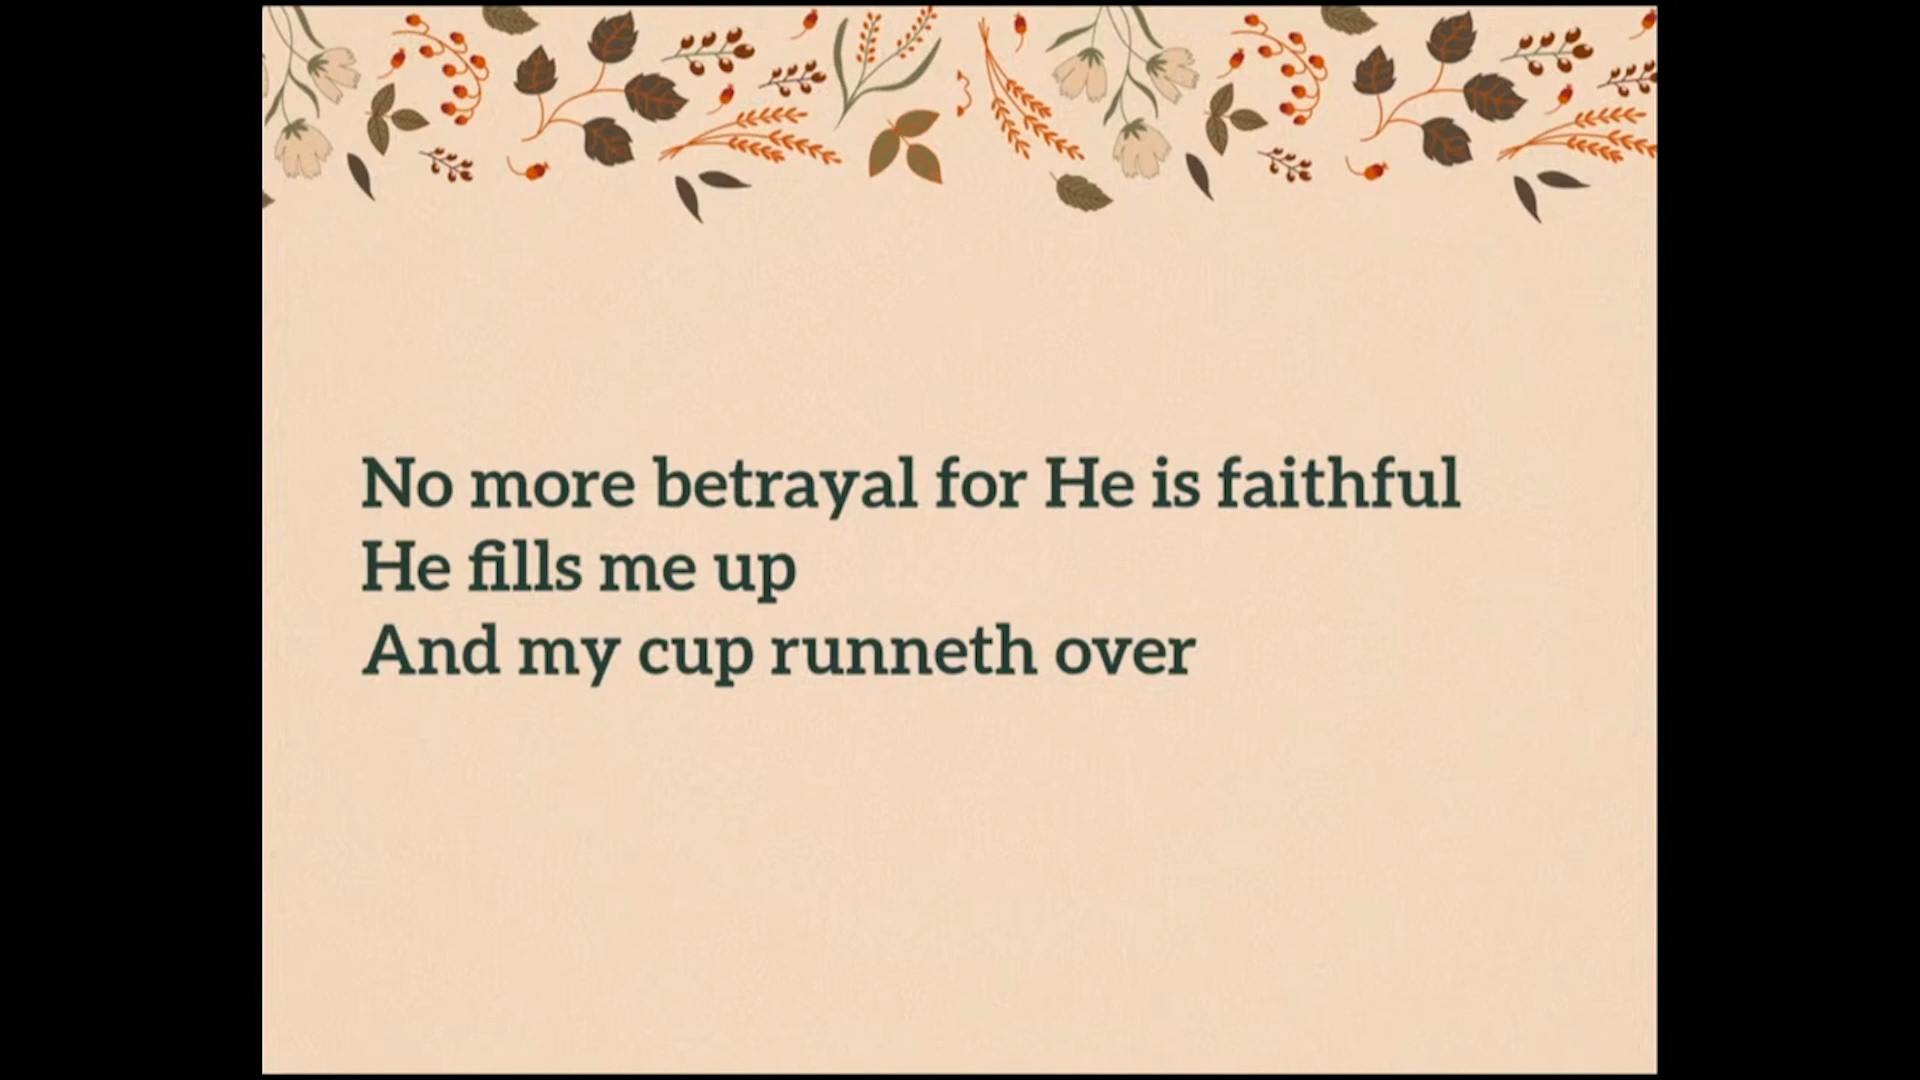 No more betrayal for He is faithful
He fills me up
And my cup runneth over